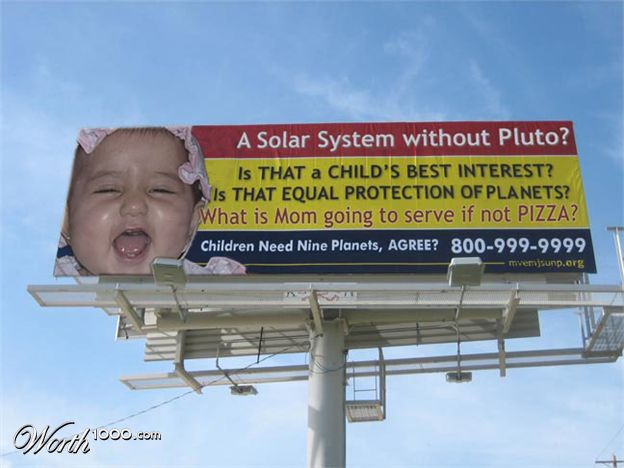 A Solar System without Pluto?
Is THAT a CHILD'S BEST INTEREST?
Is THAT EQUAL PROTECTION OF PLANETS?
What is Mom going to serve if not PIZZA?
Children Need Nine Planets, AGREE? 800-999-9999
mvemjsunp.org
Worth1000.com